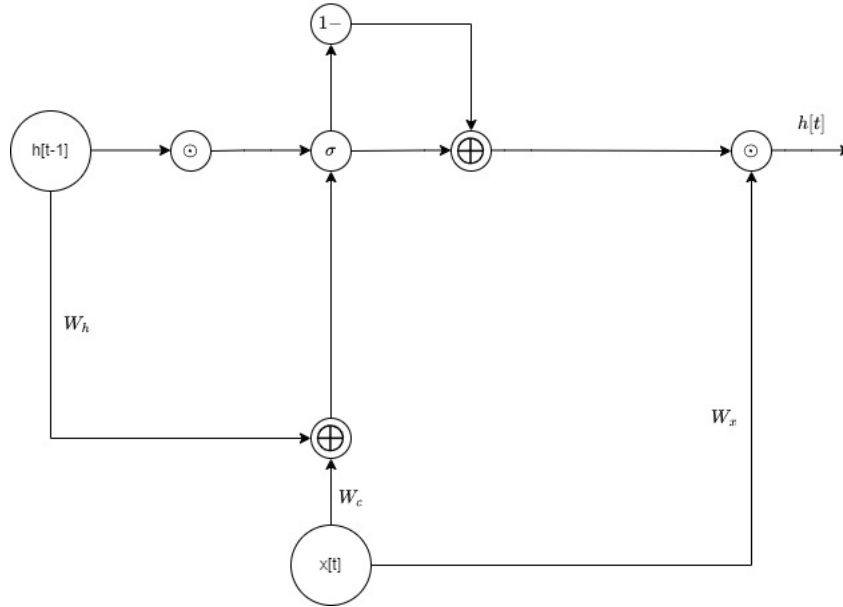 1−
h[t-1]
⊙
σ
⊕
⊙
h[t]
W_h
W_x
⊕
W_c
x[t]